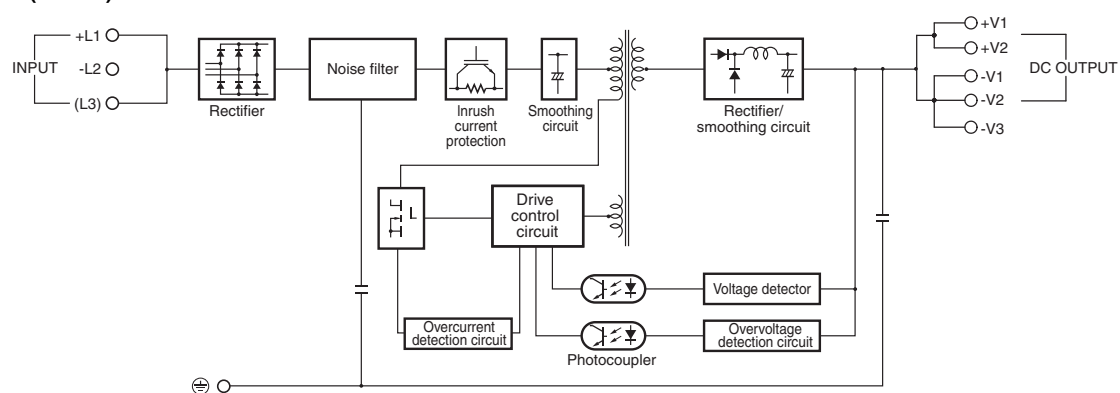 INPUT
+L1
-L2
(L3)
Rectifier
Noise filter
Inrush
current
protection
Smoothing
circuit
Rectifier/
smoothing circuit
+V1
+V2
-V1
-V2
-V3
DC OUTPUT
Drive
control
circuit
Overcurrent
detection circuit
Voltage detector
Overvoltage
detection circuit
Photocoupler